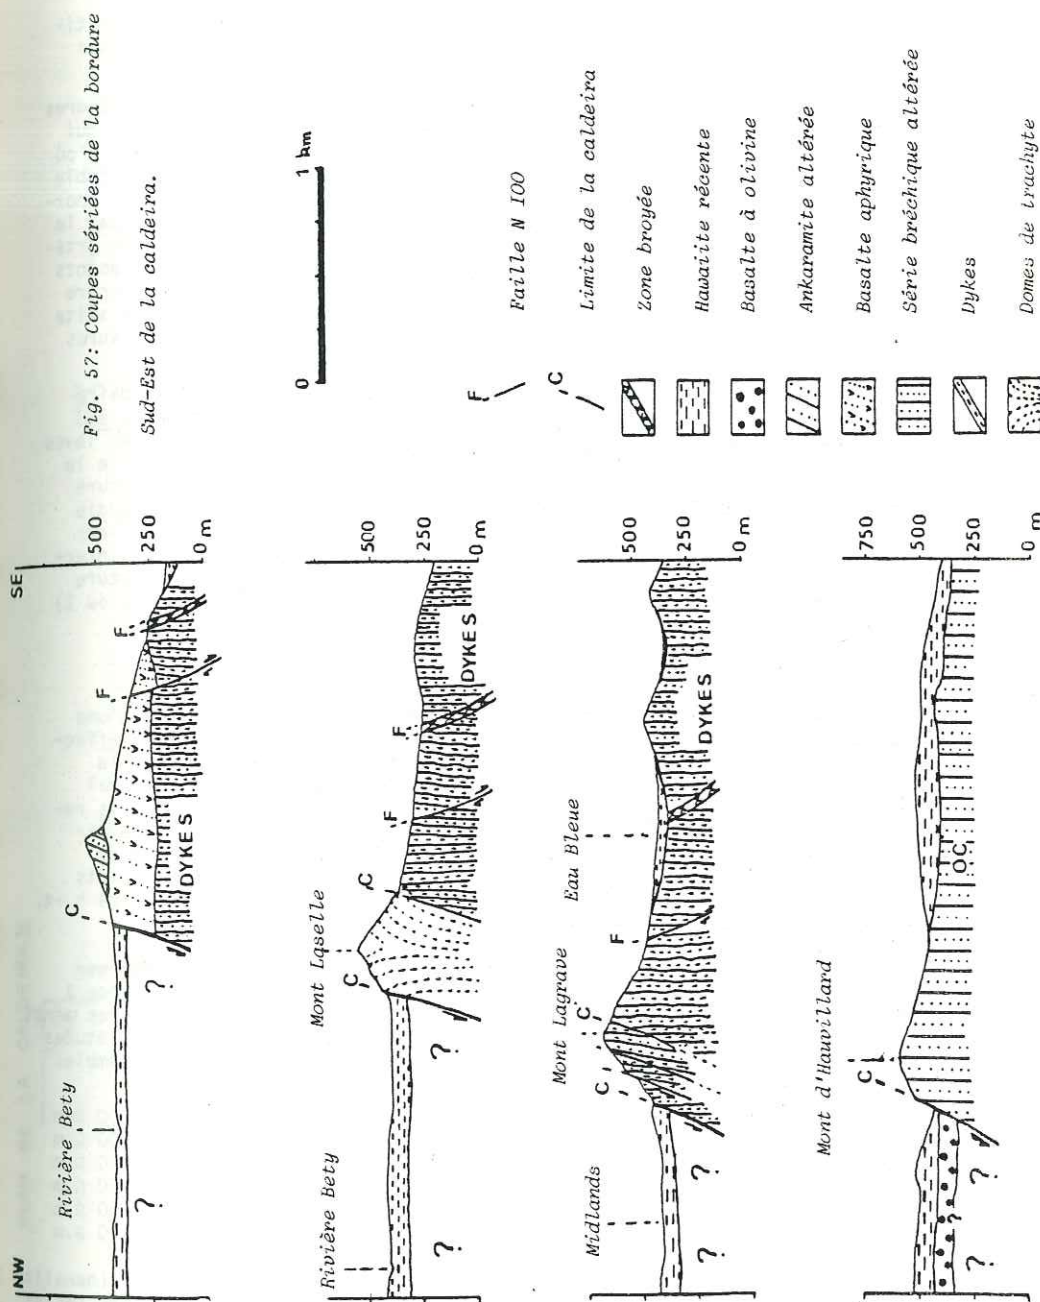 Fig. 57: Coupes sériées de la bordure
Sud-Est de la caldeira.
0 1 km
F Faille N 100
C Limite de la caldeira
Zone broyée
Hawaiite récente
Basalte à olivine
Ankaramite altérée
Basalte aphyrique
Série bréchique altérée
Dykes
Domes de trachyte
NW SE
Rivière Bety
C F F
500
250
0 m
DYKES
?
?
Mont Laselle
Rivière Bety
C C F F
500
250
0 m
DYKES
?
?
Mont Lagrave
Eau Bleue
Midlands
C C F
500
250
0 m
DYKES
?
?
Mont d'Hauvillard
C
750
500
250
0 m
OC
?
?
?